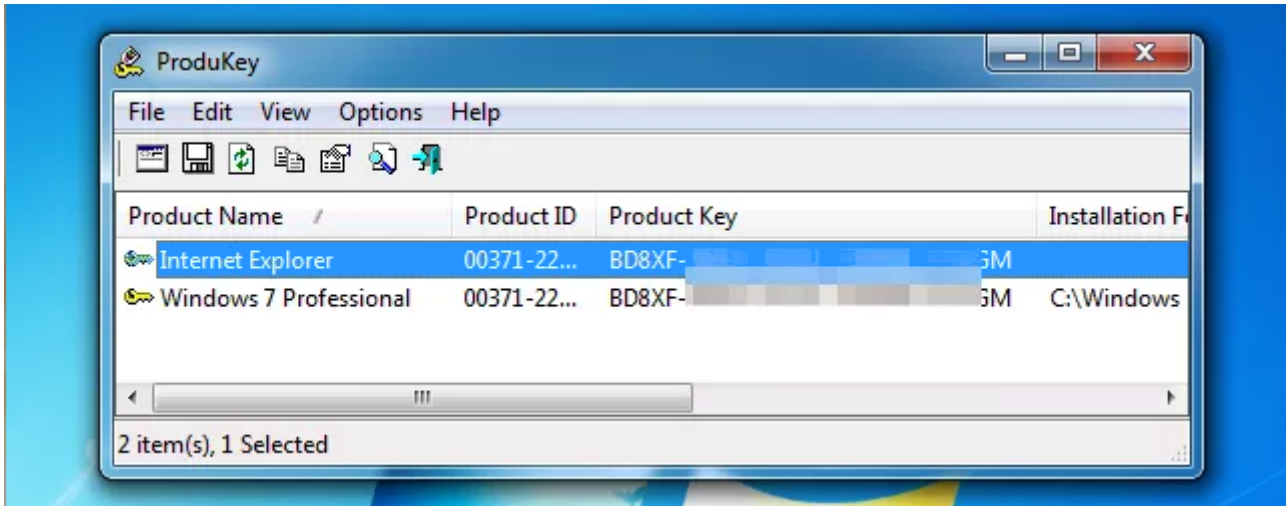 ProduKey
File Edit View Options Help
Product Name Product ID Product Key Installation Fo
Internet Explorer 00371-22... BD8XF- GM
Windows 7 Professional 00371-22... BD8XF- GM C:\Windows
2 item(s), 1 Selected